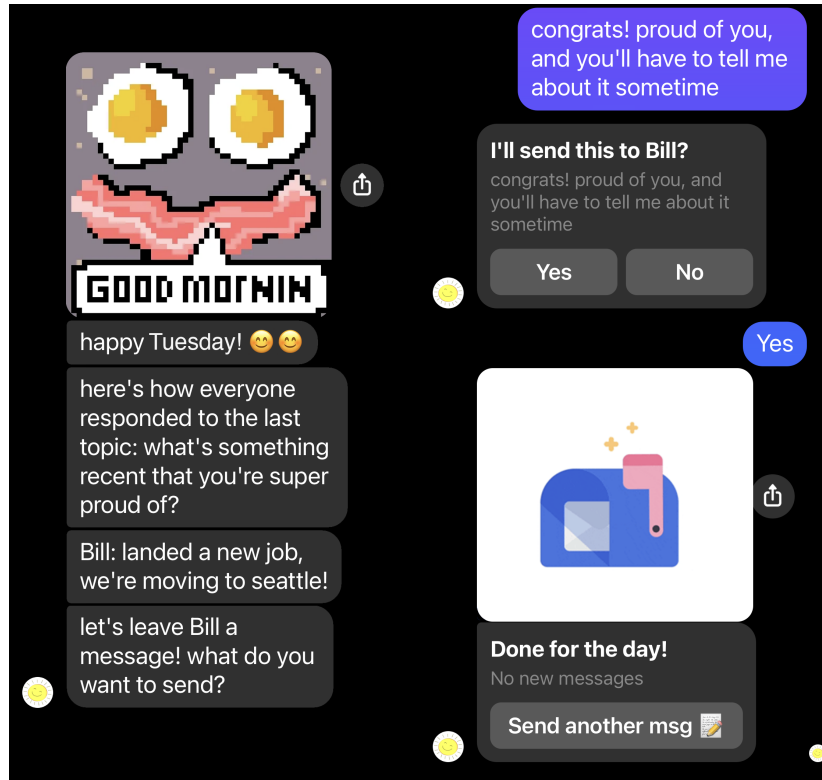 GOOD MOrNIN
happy Tuesday! 😊😊
here's how everyone
responded to the last
topic: what's something
recent that you're super
proud of?
Bill: landed a new job,
we're moving to seattle!
let's leave Bill a
message! what do you
want to send?
congrats! proud of you,
and you'll have to tell me
about it sometime
I'll send this to Bill?
congrats! proud of you, and
you'll have to tell me about it
sometime
Yes
No
Yes
Done for the day!
No new messages
Send another msg 📝